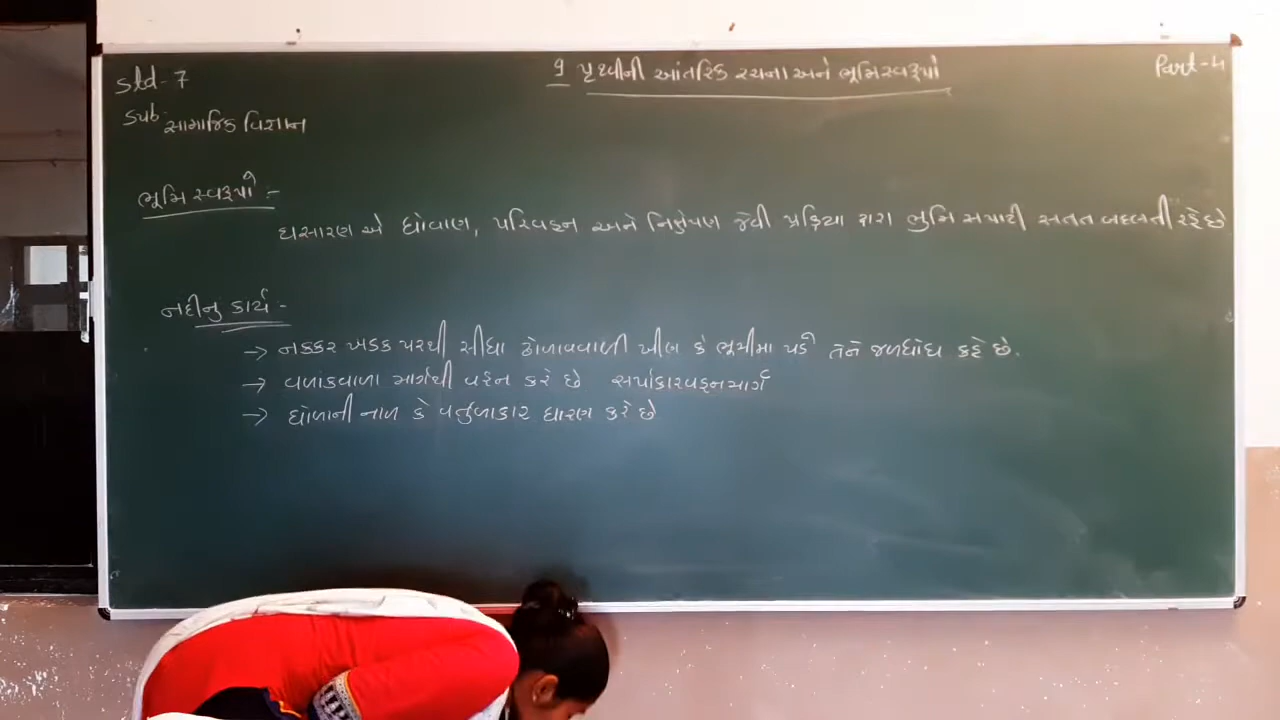 Std - 7
૧ પૃથ્વીની આંતરિક રચના અને ભૂમિસ્વરૂપો
Part - 4
Sub: સામાજિક વિજ્ઞાન
ભૂમિ સ્વરૂપો :-
ઘસારણ એ ધોવાણ, પરિવહન અને નિક્ષેપણ જેવી પ્રક્રિયા દ્વારા ભુમિ સપાટી સતત બદલતી રહે છે
નદીનુ કાર્ય -
→ નક્કર ખડક પરથી સીધા ઢોળાવવાળી ખીણ કે ભૂમીમા પડે તેને જળધોધ કહે છે.
→ વળાંકવાળા માર્ગથી વહન કરે છે સર્પાકારવહનમાર્ગ
→ ઘોળાની નાળ કે વર્તુળાકાર ધારણ કરે છે